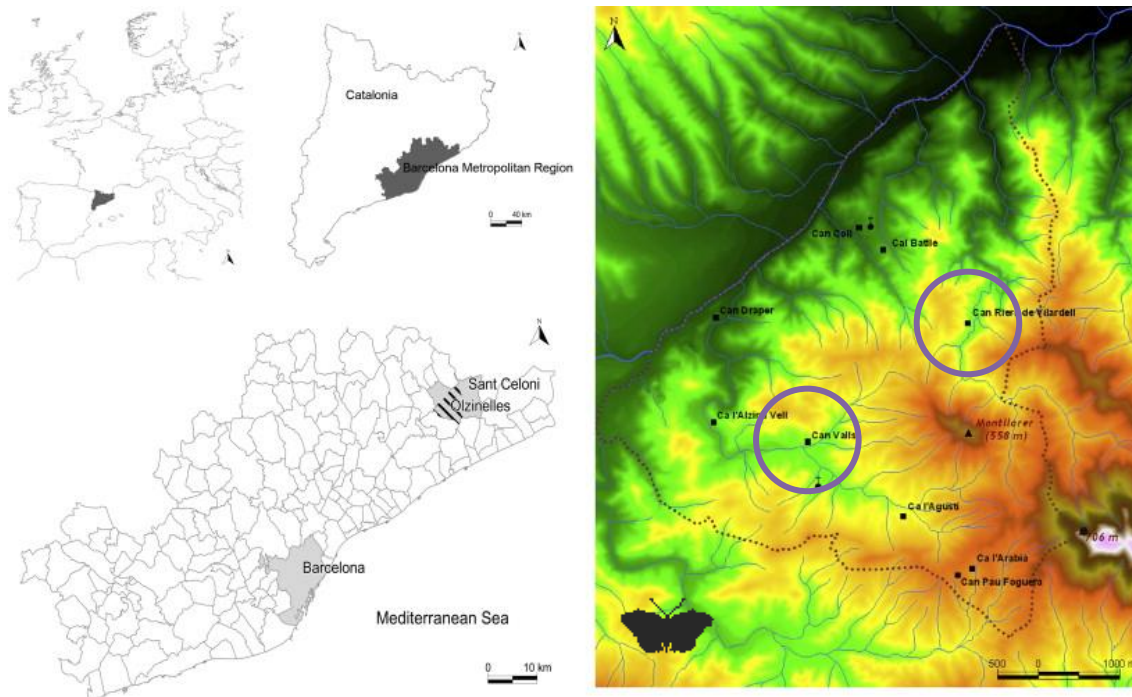 N
Catalonia
Barcelona Metropolitan Region
0 40 km
N
Sant Celoni
Olzinelles
Barcelona
Mediterranean Sea
0 10 km
N
Can Coll
Cal Batlle
Can Draper
Can Riera de Vilardell
Ca l'Alzina Vell
Can Valls
Montllorer
(558 m)
Ca l'Agustí
706 m
Ca l'Arabia
Can Pau Foguera
500 0 1000 m